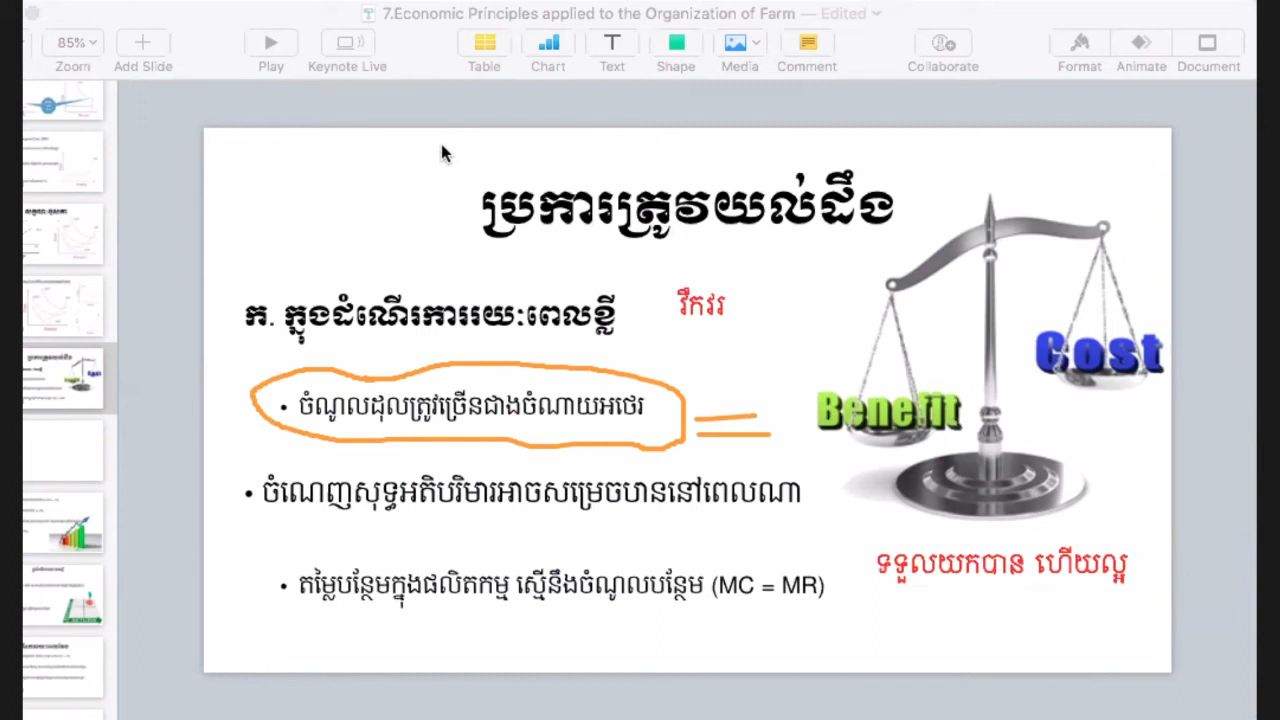 7.Economic Principles applied to the Organization of Farm — Edited
85%
Zoom
Add Slide
Play
Keynote Live
Table
Chart
Text
Shape
Media
Comment
Collaborate
Format
Animate
Document
ប្រការត្រូវយល់ដឹង
ក. ក្នុងដំណើរការរយៈពេលខ្លី
វឹកវរ
• ចំណូលដុលត្រូវច្រើនជាងចំណាយអថេរ
Benefit
Cost
• ចំណេញសុទ្ធអតិបរិមារអាចសម្រេចបាននៅពេលណា
ទទួលយកបាន ហើយល្អ
• តម្លៃបន្ថែមក្នុងផលិតកម្ម ស្មើនឹងចំណូលបន្ថែម (MC = MR)